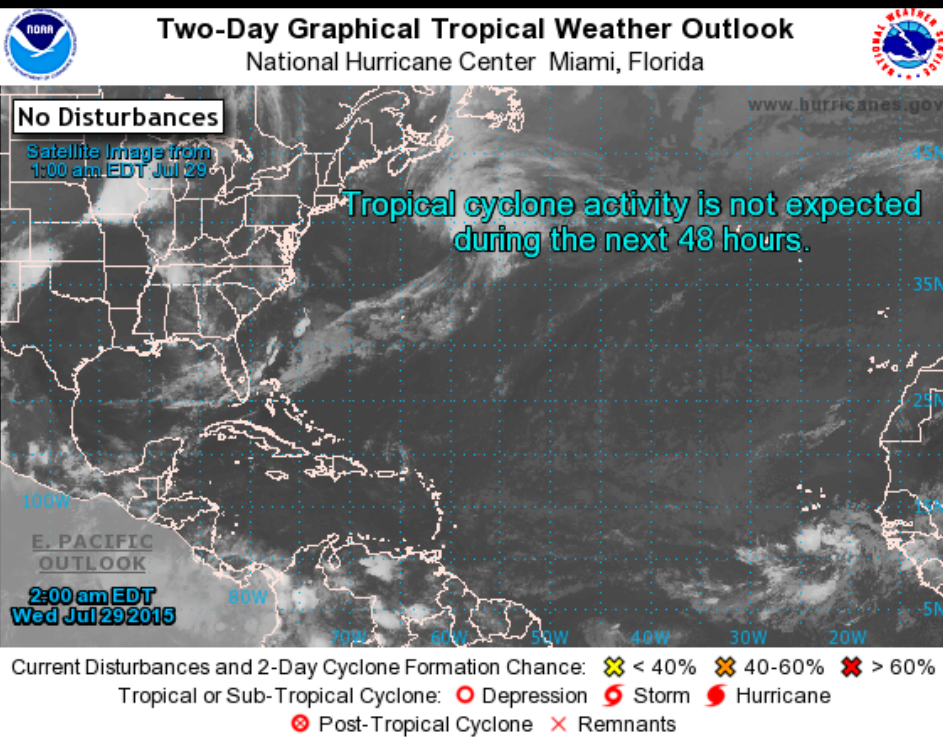 Two-Day Graphical Tropical Weather Outlook
National Hurricane Center Miami, Florida
NOAA
NATIONAL WEATHER SERVICE
No Disturbances
www.hurricanes.gov
Satellite Image from
1:00 am EDT Jul 29
45N
Tropical cyclone activity is not expected
during the next 48 hours.
35N
25N
100W
15N
E. PACIFIC
OUTLOOK
2:00 am EDT
Wed Jul 29 2015
80W
5N
70W 60W 50W 40W 30W 20W
Current Disturbances and 2-Day Cyclone Formation Chance: < 40% 40-60% > 60%
Tropical or Sub-Tropical Cyclone: Depression Storm Hurricane
Post-Tropical Cyclone Remnants